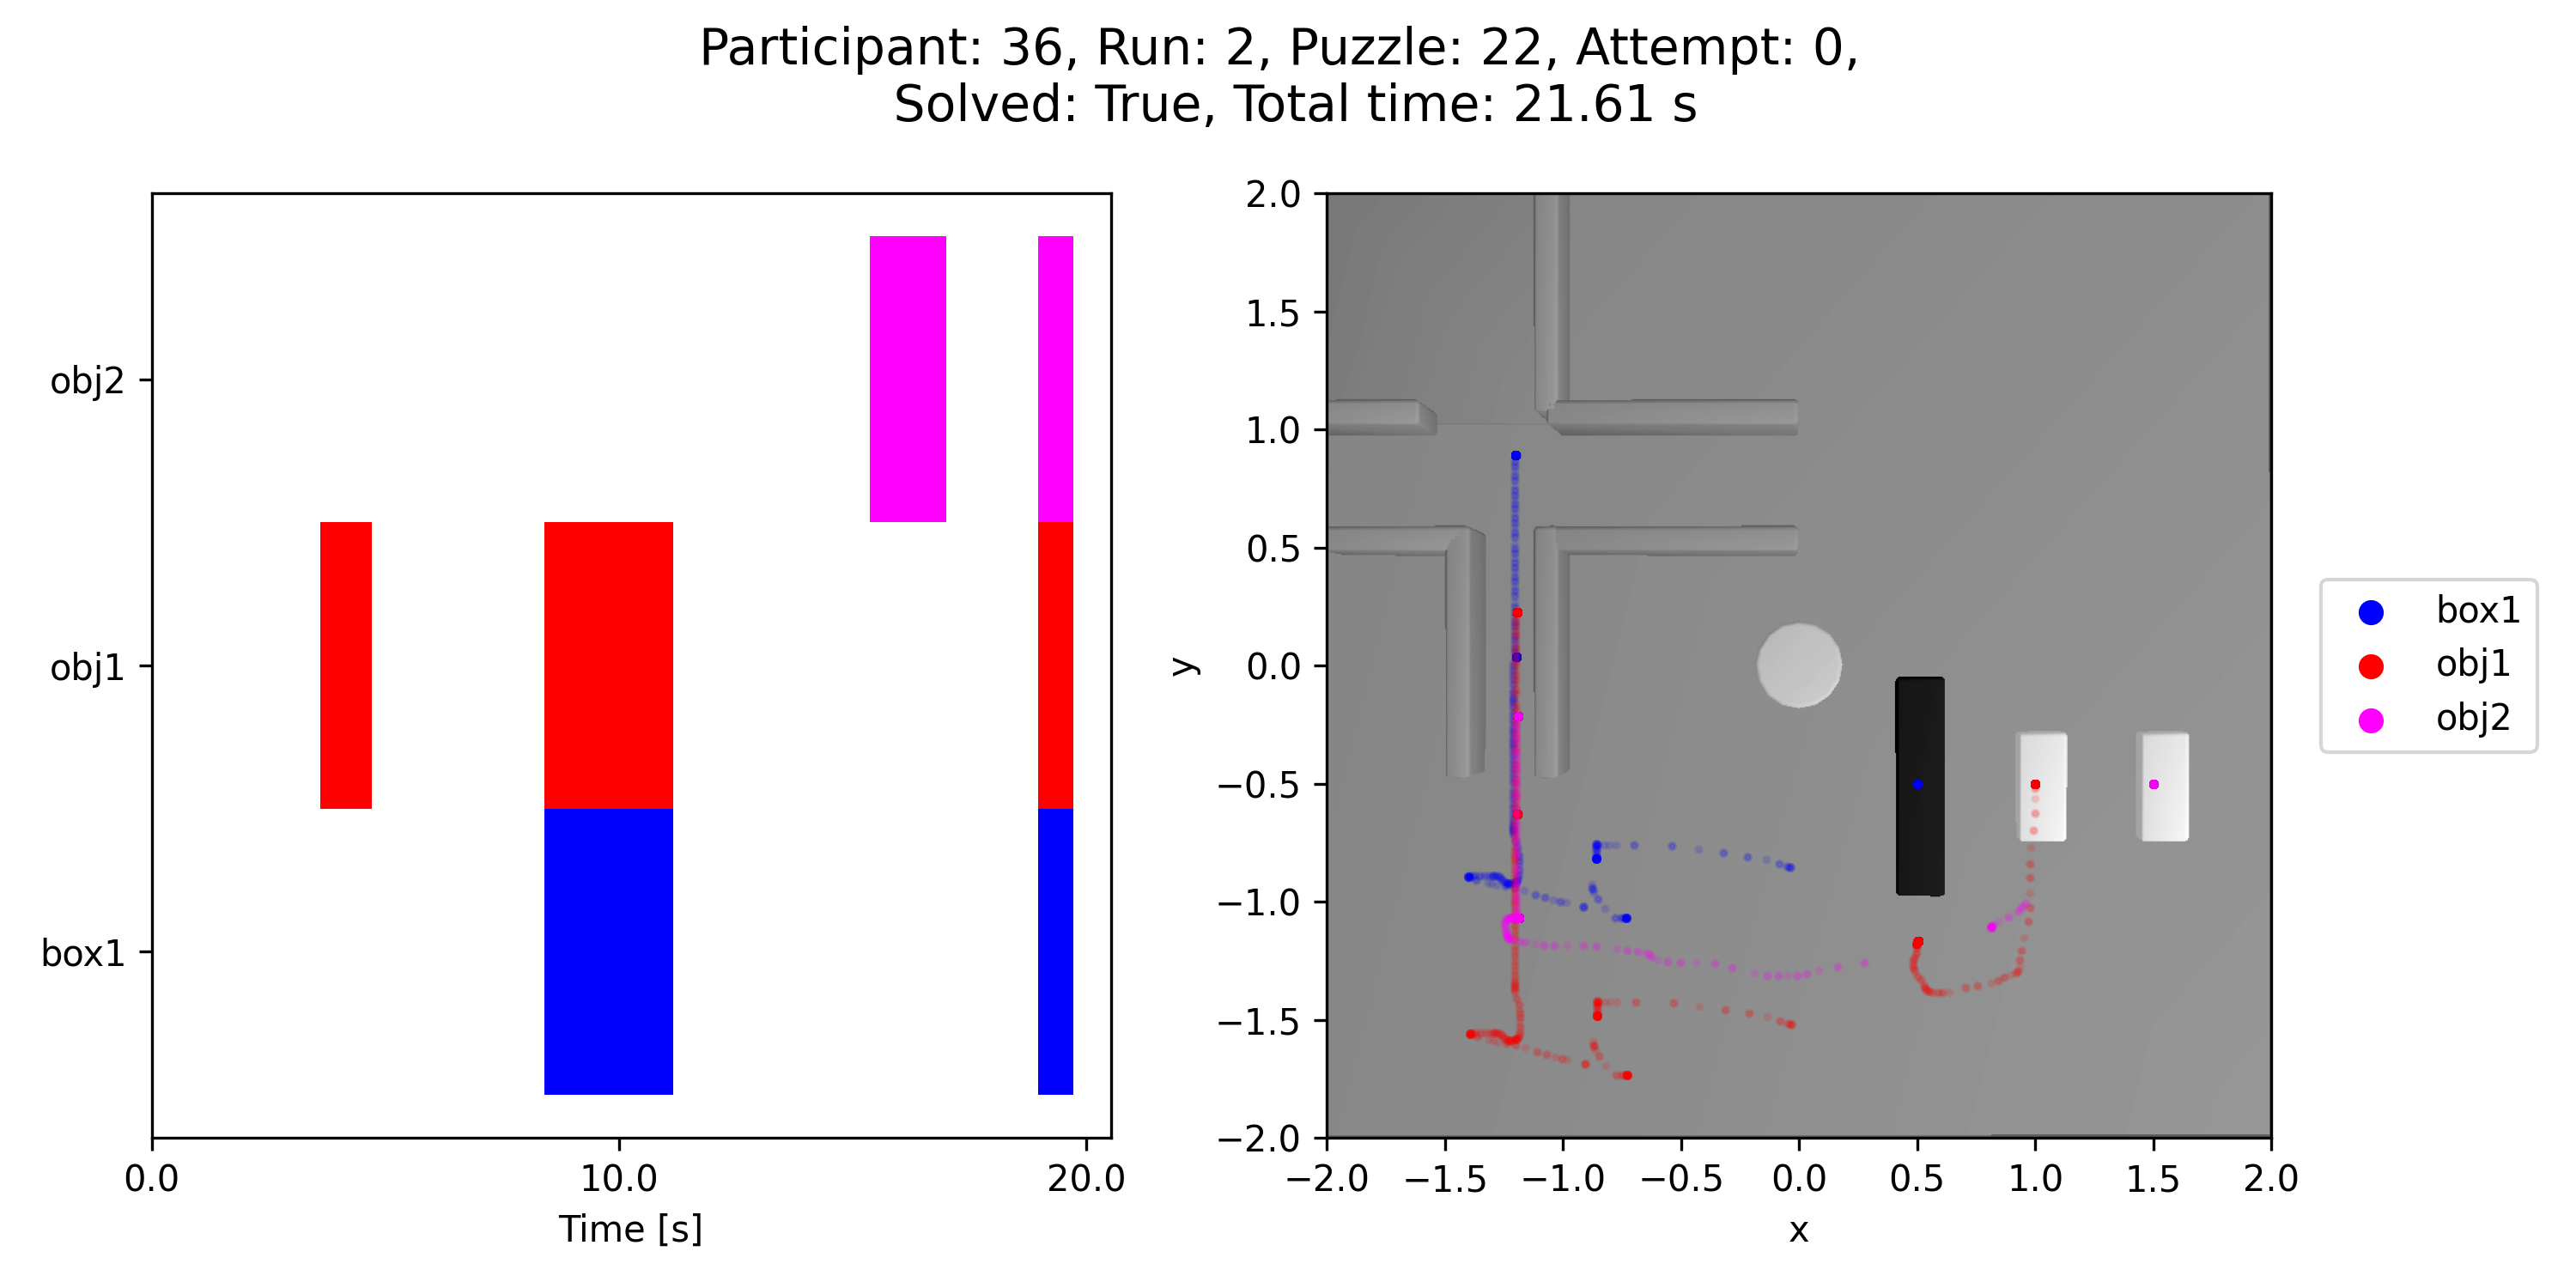 Participant: 36, Run: 2, Puzzle: 22, Attempt: 0,
Solved: True, Total time: 21.61 s
obj2
obj1
box1
0.0 10.0 20.0
Time [s]
2.0
1.5
1.0
0.5
0.0
−0.5
−1.0
−1.5
−2.0
y
−2.0 −1.5 −1.0 −0.5 0.0 0.5 1.0 1.5 2.0
x
box1
obj1
obj2